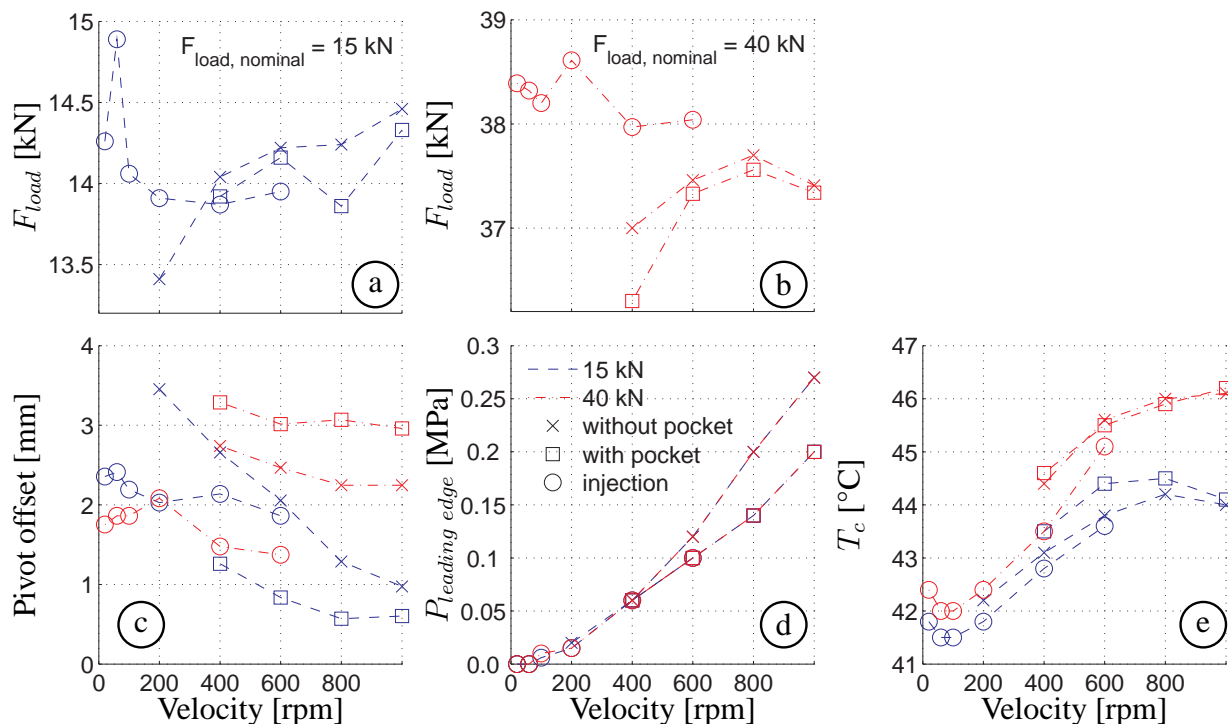 15
14.5
14
13.5
F_load [kN]
F_load, nominal = 15 kN
a
39
38
37
F_load [kN]
F_load, nominal = 40 kN
b
4
3
2
1
0
Pivot offset [mm]
c
0 200 400 600 800
Velocity [rpm]
0.3
0.25
0.2
0.15
0.1
0.05
0.0
P_leading edge [MPa]
15 kN
40 kN
without pocket
with pocket
injection
d
0 200 400 600 800
Velocity [rpm]
47
46
45
44
43
42
41
T_c [°C]
e
0 200 400 600 800
Velocity [rpm]